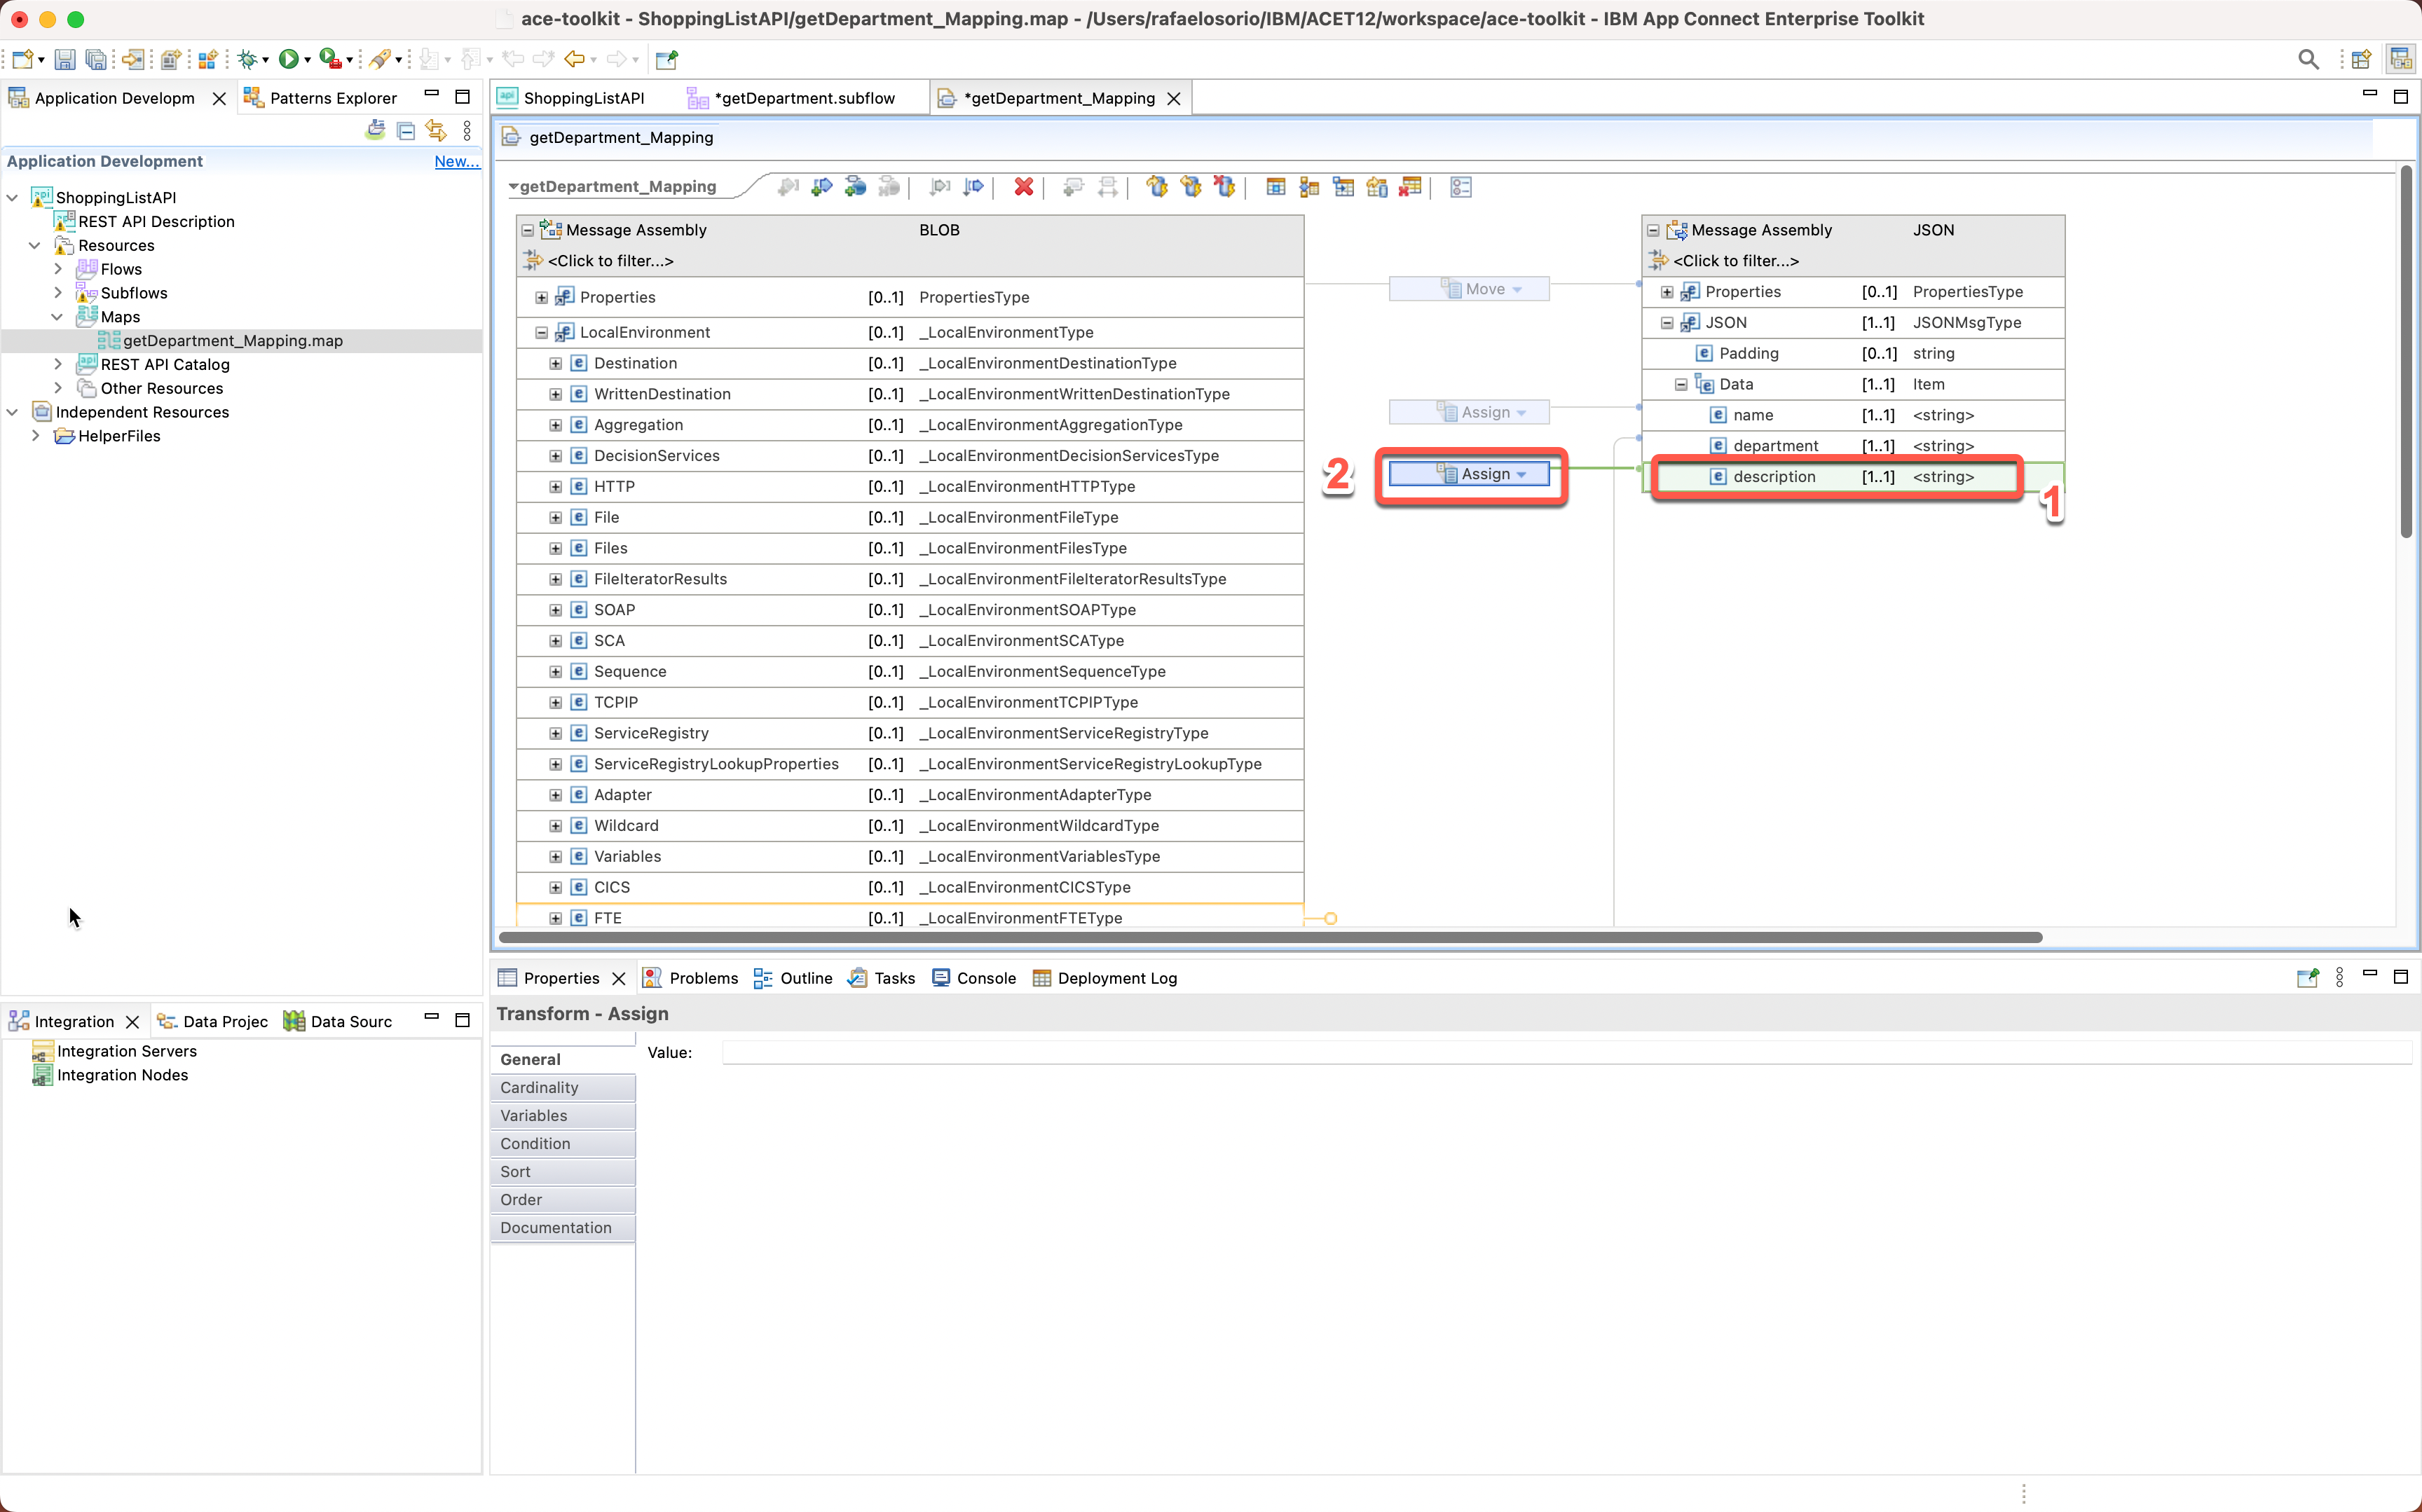 ace-toolkit - ShoppingListAPI/getDepartment_Mapping.map - /Users/rafaelosorio/IBM/ACET12/workspace/ace-toolkit - IBM App Connect Enterprise Toolkit
Application Developm
Patterns Explorer
Application Development
New...
ShoppingListAPI
REST API Description
Resources
Flows
Subflows
Maps
getDepartment_Mapping.map
REST API Catalog
Other Resources
Independent Resources
HelperFiles
ShoppingListAPI
*getDepartment.subflow
*getDepartment_Mapping
getDepartment_Mapping
getDepartment_Mapping
Message Assembly BLOB
<Click to filter...>
Properties [0..1] PropertiesType
LocalEnvironment [0..1] _LocalEnvironmentType
Destination [0..1] _LocalEnvironmentDestinationType
WrittenDestination [0..1] _LocalEnvironmentWrittenDestinationType
Aggregation [0..1] _LocalEnvironmentAggregationType
DecisionServices [0..1] _LocalEnvironmentDecisionServicesType
HTTP [0..1] _LocalEnvironmentHTTPType
File [0..1] _LocalEnvironmentFileType
Files [0..1] _LocalEnvironmentFilesType
FileIteratorResults [0..1] _LocalEnvironmentFileIteratorResultsType
SOAP [0..1] _LocalEnvironmentSOAPType
SCA [0..1] _LocalEnvironmentSCAType
Sequence [0..1] _LocalEnvironmentSequenceType
TCPIP [0..1] _LocalEnvironmentTCPIPType
ServiceRegistry [0..1] _LocalEnvironmentServiceRegistryType
ServiceRegistryLookupProperties [0..1] _LocalEnvironmentServiceRegistryLookupType
Adapter [0..1] _LocalEnvironmentAdapterType
Wildcard [0..1] _LocalEnvironmentWildcardType
Variables [0..1] _LocalEnvironmentVariablesType
CICS [0..1] _LocalEnvironmentCICSType
FTE [0..1] _LocalEnvironmentFTEType
Move
Assign
2
Assign
Message Assembly JSON
<Click to filter...>
Properties [0..1] PropertiesType
JSON [1..1] JSONMsgType
Padding [0..1] string
Data [1..1] Item
name [1..1] <string>
department [1..1] <string>
description [1..1] <string>
1
Integration
Data Projec
Data Sourc
Integration Servers
Integration Nodes
Properties
Problems
Outline
Tasks
Console
Deployment Log
Transform - Assign
General
Cardinality
Variables
Condition
Sort
Order
Documentation
Value: